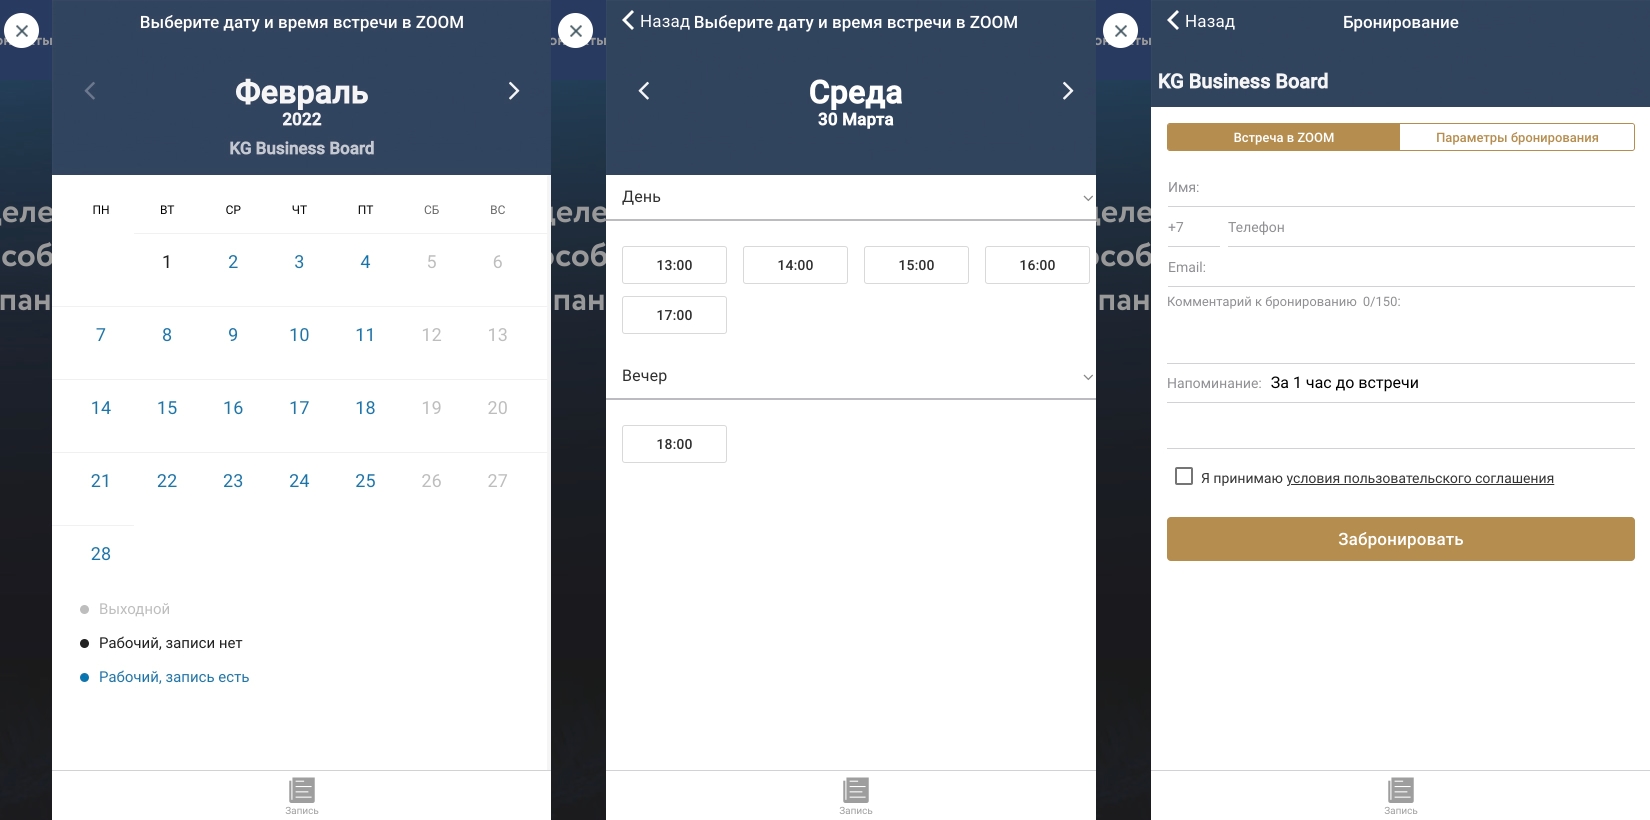 Выберите дату и время встречи в ZOOM
Февраль
2022
KG Business Board
ПН ВТ СР ЧТ ПТ СБ ВС
1 2 3 4 5 6
7 8 9 10 11 12 13
14 15 16 17 18 19 20
21 22 23 24 25 26 27
28
Выходной
Рабочий, записи нет
Рабочий, запись есть
Запись
Назад Выберите дату и время встречи в ZOOM
Среда
30 Марта
День
13:00 14:00 15:00 16:00
17:00
Вечер
18:00
Запись
Назад Бронирование
KG Business Board
Встреча в ZOOM Параметры бронирования
Имя:
+7 Телефон
Email:
Комментарий к бронированию 0/150:
Напоминание: За 1 час до встречи
Я принимаю условия пользовательского соглашения
Забронировать
Запись